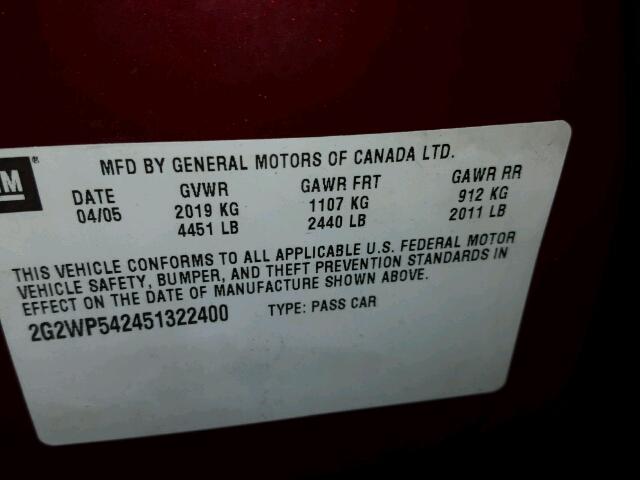 GM ®
MFD BY GENERAL MOTORS OF CANADA LTD.
DATE GVWR GAWR FRT GAWR RR
04/05 2019 KG 1107 KG 912 KG
4451 LB 2440 LB 2011 LB
THIS VEHICLE CONFORMS TO ALL APPLICABLE U.S. FEDERAL MOTOR
VEHICLE SAFETY, BUMPER, AND THEFT PREVENTION STANDARDS IN
EFFECT ON THE DATE OF MANUFACTURE SHOWN ABOVE.
2G2WP542451322400 TYPE: PASS CAR